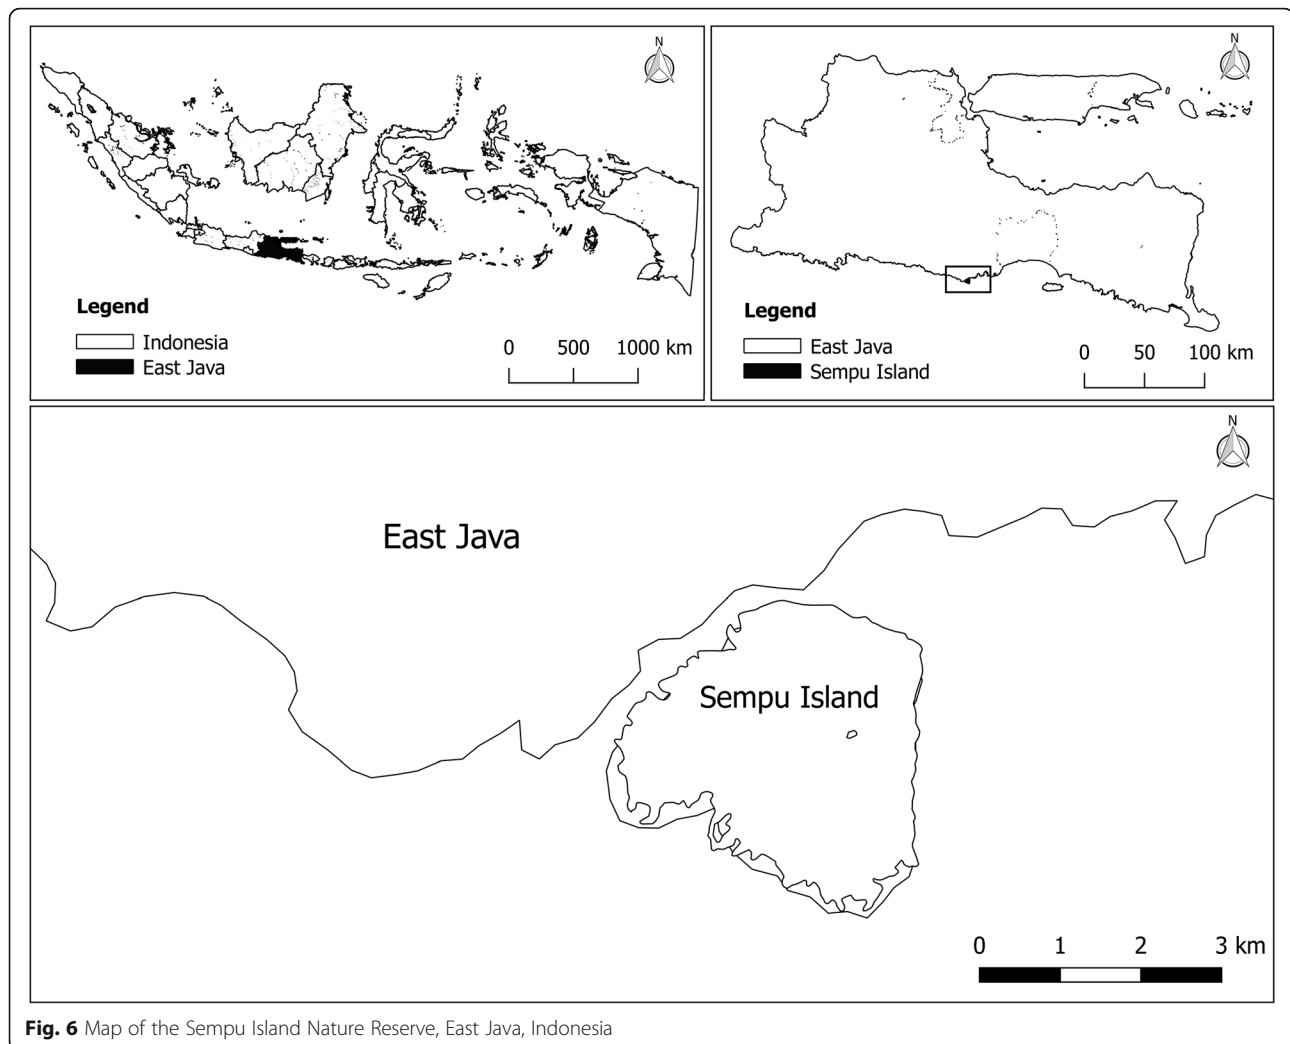 N
Legend
Indonesia
East Java
0 500 1000 km
N
Legend
East Java
Sempu Island
0 50 100 km
N
East Java
Sempu Island
0 1 2 3 km
Fig. 6 Map of the Sempu Island Nature Reserve, East Java, Indonesia